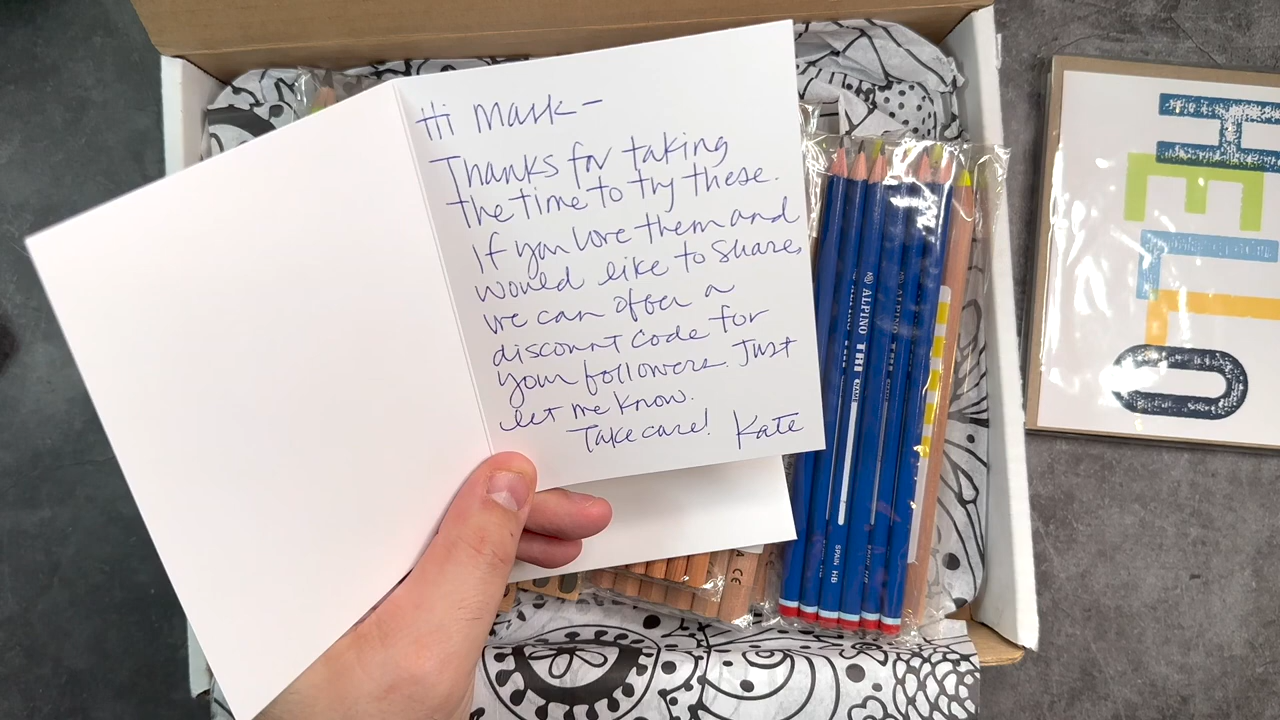 Hi Mark-
Thanks for taking
the time to try these.
If you love them and
would like to share,
we can offer a
discount code for
your followers. Just
let me know.
Take care! Kate
ALPINO TRI
ALPINO TRI
SPAIN HB
CE
HELLO